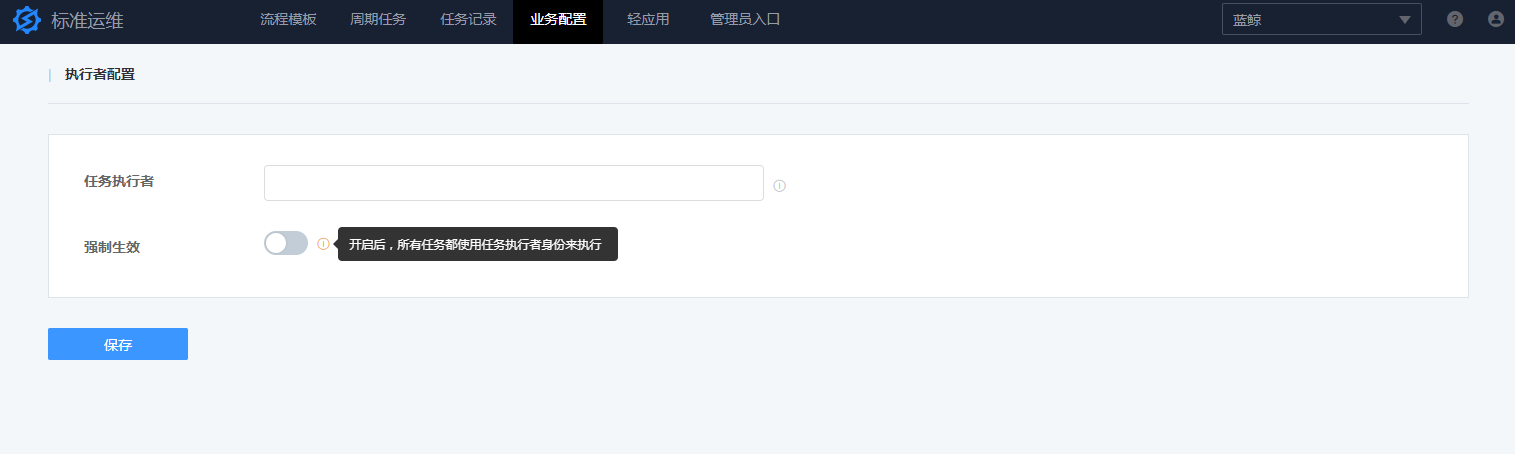 标准运维 流程模板 周期任务 任务记录 业务配置 轻应用 管理员入口 蓝鲸
执行者配置
任务执行者
强制生效 开启后，所有任务都使用任务执行者身份来执行
保存